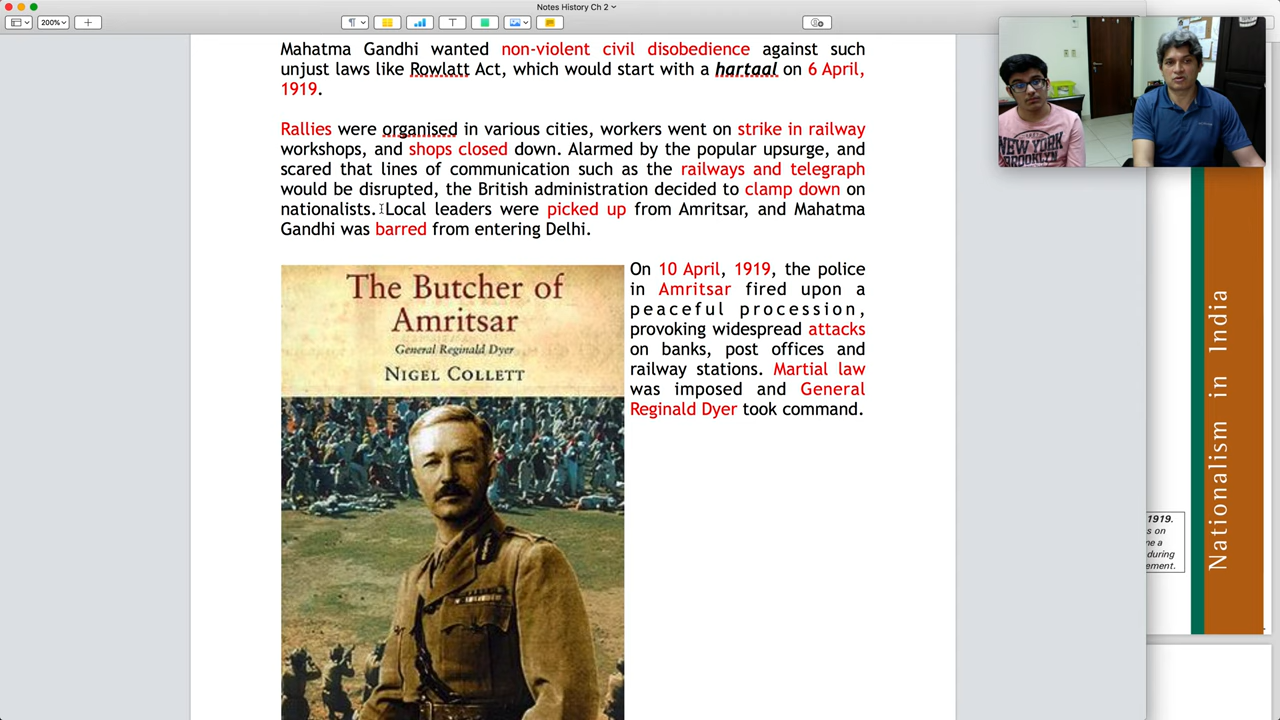 Notes History Ch 2
200%
Mahatma Gandhi wanted non-violent civil disobedience against such
unjust laws like Rowlatt Act, which would start with a hartaal on 6 April,
1919.
Rallies were organised in various cities, workers went on strike in railway
workshops, and shops closed down. Alarmed by the popular upsurge, and
scared that lines of communication such as the railways and telegraph
would be disrupted, the British administration decided to clamp down on
nationalists. Local leaders were picked up from Amritsar, and Mahatma
Gandhi was barred from entering Delhi.
The Butcher of
Amritsar
General Reginald Dyer
NIGEL COLLETT
On 10 April, 1919, the police
in Amritsar fired upon a
peaceful procession,
provoking widespread attacks
on banks, post offices and
railway stations. Martial law
was imposed and General
Reginald Dyer took command.
NEW YORK
BROOKLYN
1919.
s on
ne a
during
ement.
Nationalism in India